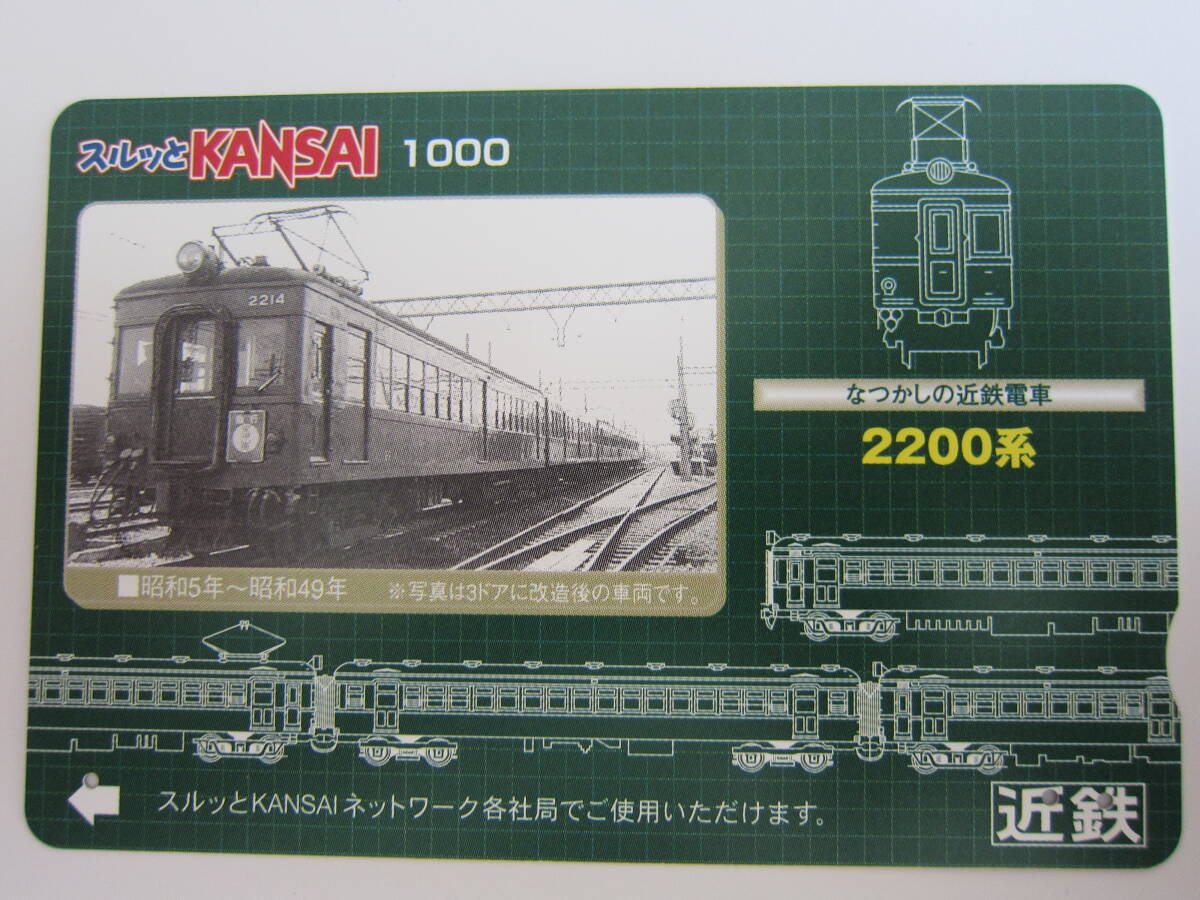 スルッとKANSAI 1000
2214
なつかしの近鉄電車
2200系
■昭和5年～昭和49年 ※写真は3ドアに改造後の車両です。
スルッとKANSAIネットワーク各社局でご使用いただけます。
近鉄